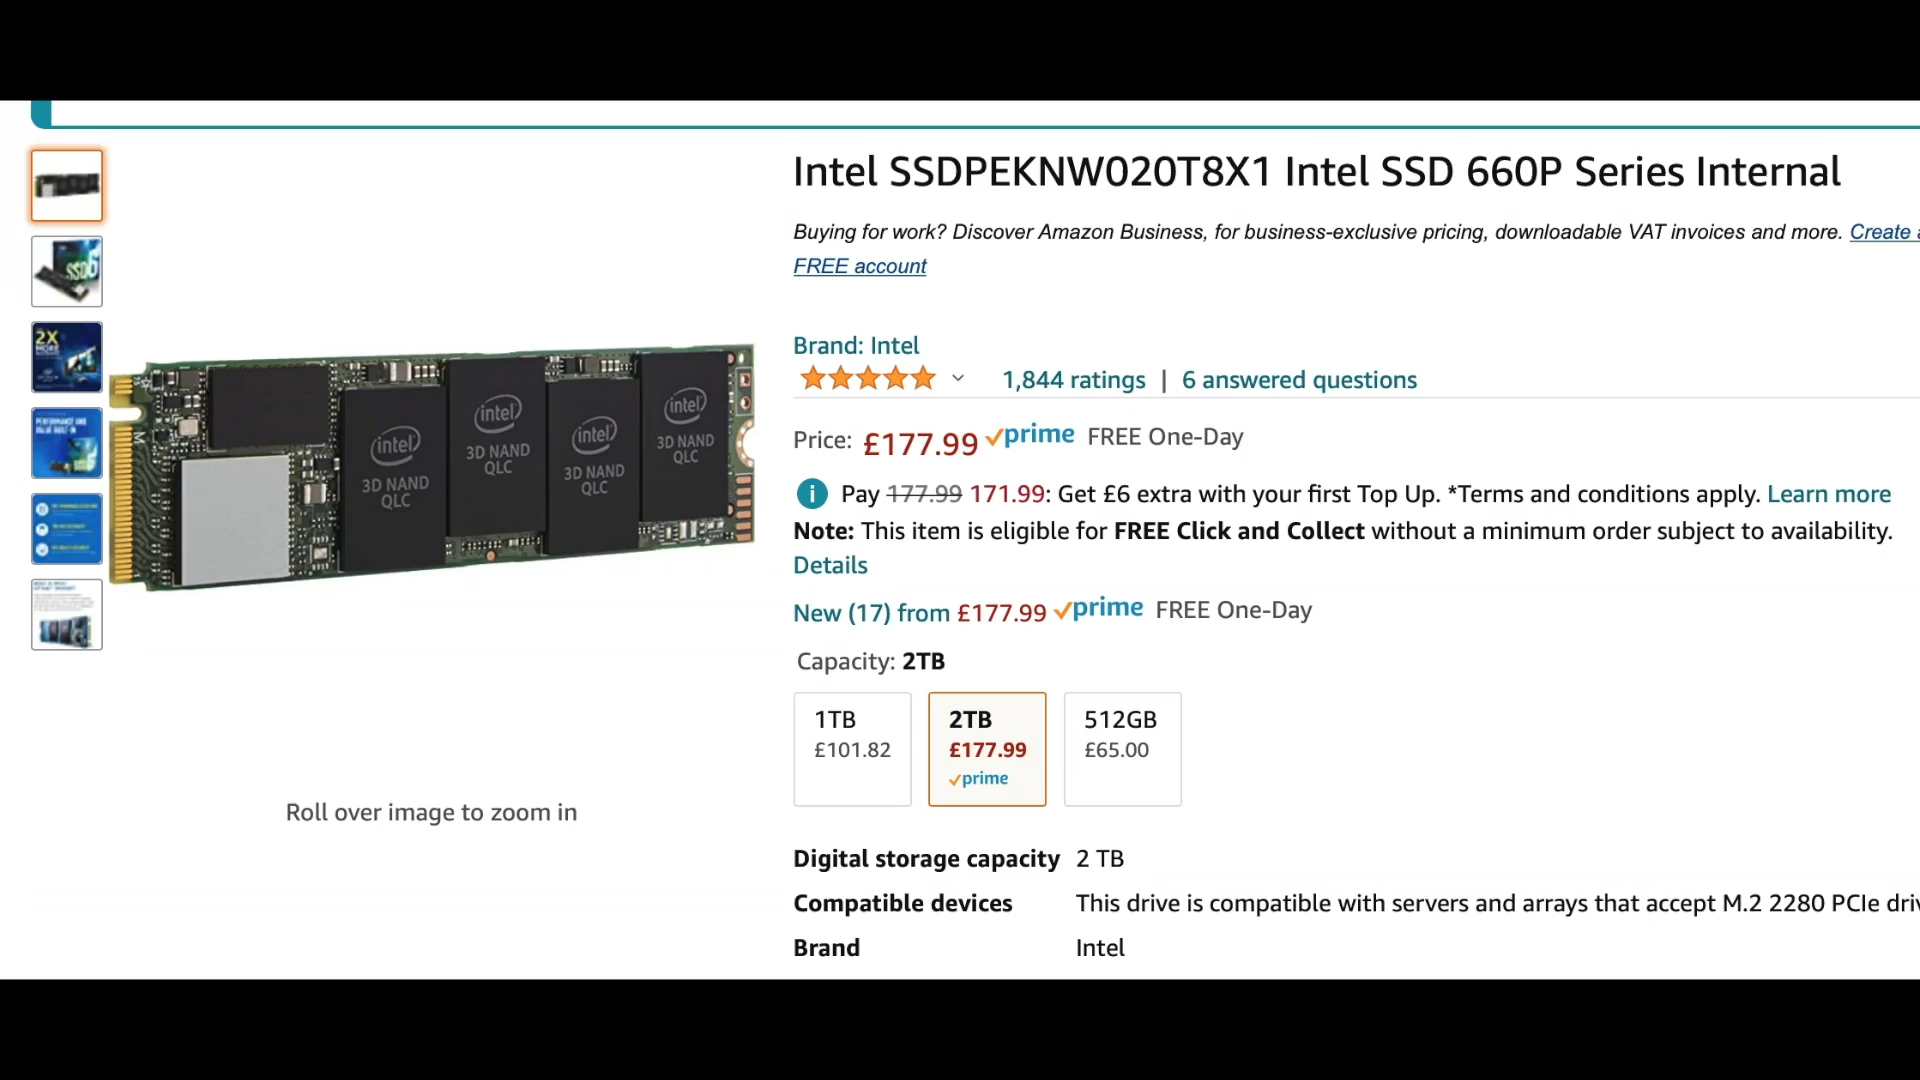 Intel SSDPEKNW020T8X1 Intel SSD 660P Series Internal
Buying for work? Discover Amazon Business, for business-exclusive pricing, downloadable VAT invoices and more. Create
FREE account
Brand: Intel
1,844 ratings | 6 answered questions
Price: £177.99 prime FREE One-Day
i Pay 177.99 171.99: Get £6 extra with your first Top Up. *Terms and conditions apply. Learn more
Note: This item is eligible for FREE Click and Collect without a minimum order subject to availability.
Details
New (17) from £177.99 prime FREE One-Day
Capacity: 2TB
1TB
£101.82
2TB
£177.99
prime
512GB
£65.00
Digital storage capacity 2 TB
Compatible devices This drive is compatible with servers and arrays that accept M.2 2280 PCIe
Brand Intel
intel
3D NAND
QLC
intel
3D NAND
QLC
intel
3D NAND
QLC
intel
3D NAND
QLC
2X
MORE
Roll over image to zoom in